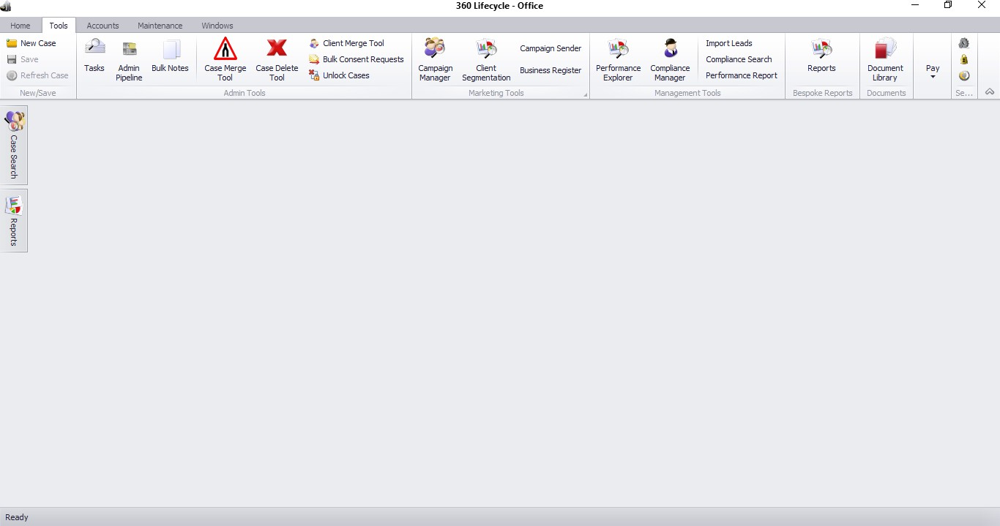 360 Lifecycle - Office
Home
Tools
Accounts
Maintenance
Windows
New Case
Save
Refresh Case
New/Save
Tasks
Admin
Pipeline
Bulk Notes
Case Merge
Tool
Case Delete
Tool
Client Merge Tool
Bulk Consent Requests
Unlock Cases
Admin Tools
Campaign
Manager
Client
Segmentation
Campaign Sender
Business Register
Marketing Tools
Performance
Explorer
Compliance
Manager
Import Leads
Compliance Search
Performance Report
Management Tools
Reports
Bespoke Reports
Document
Library
Documents
Pay
Se...
Case Search
Reports
Ready